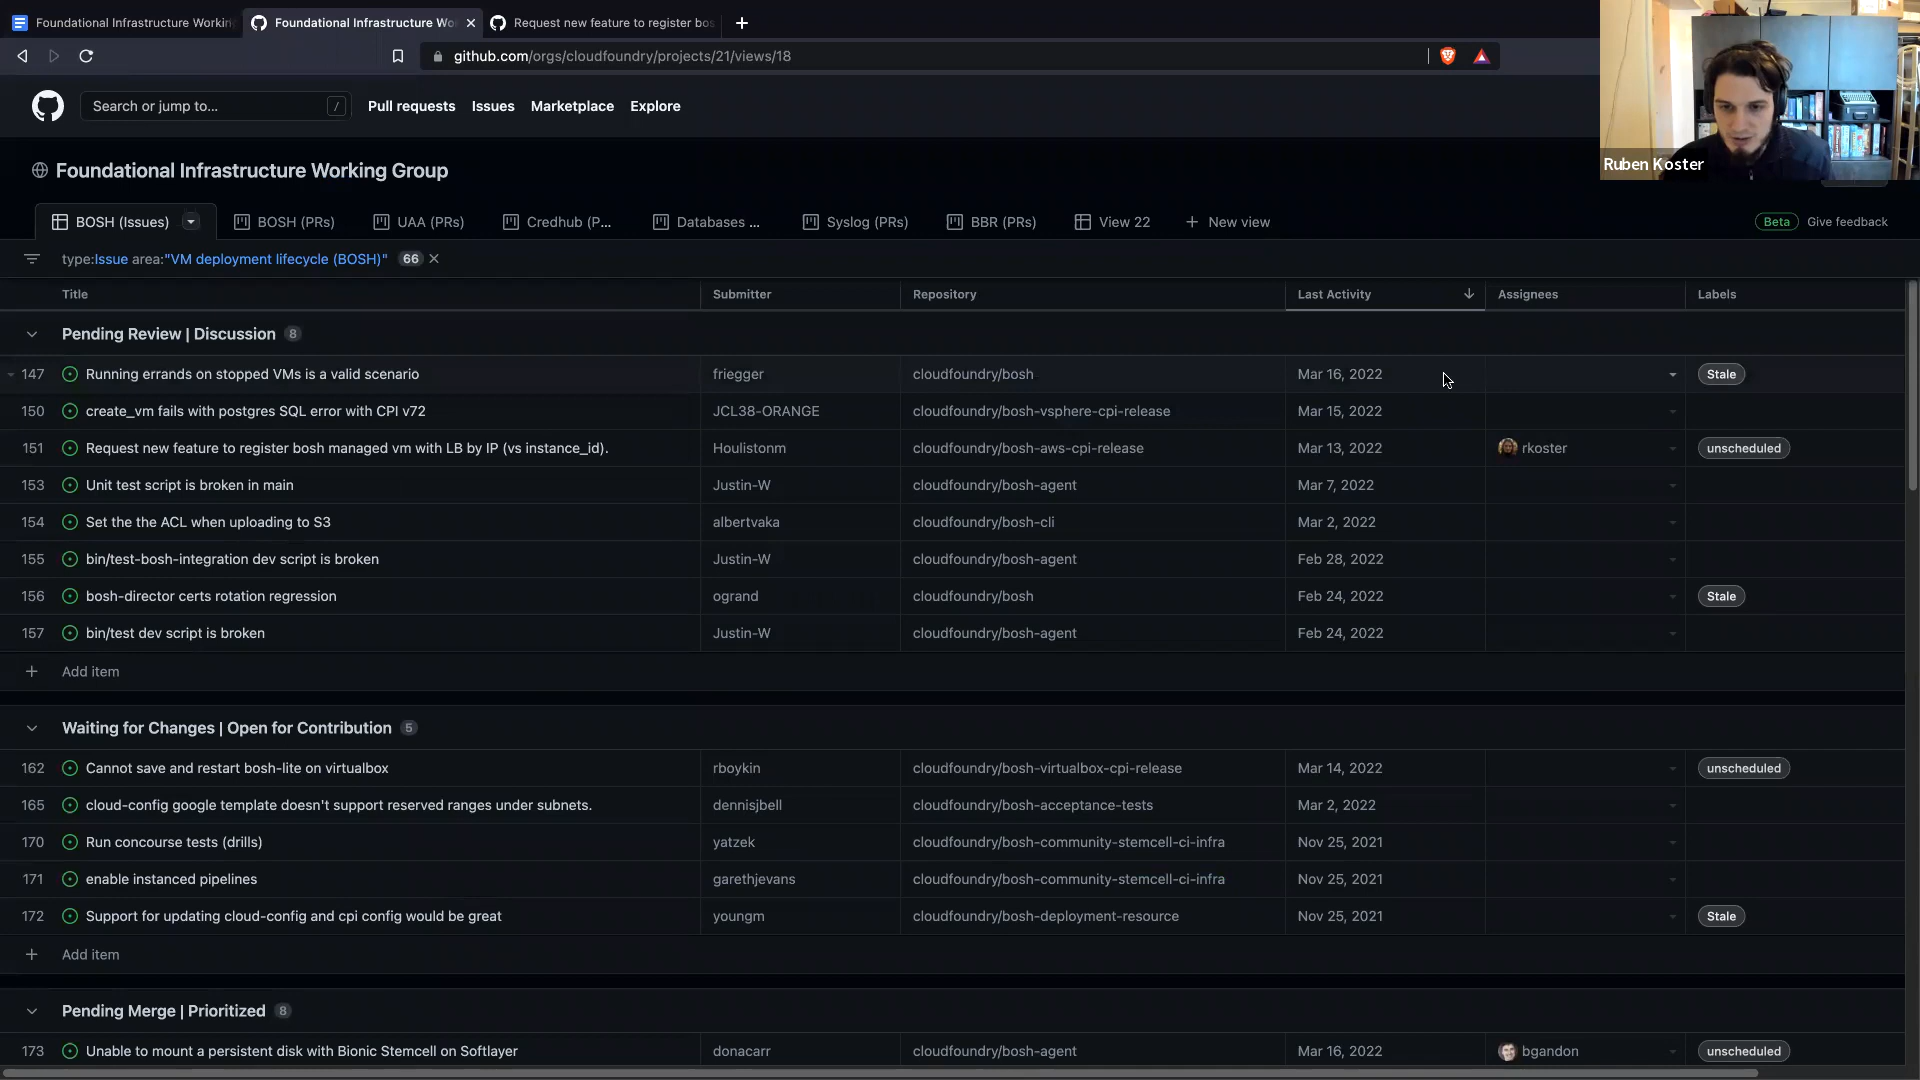 Foundational Infrastructure Workin
Foundational Infrastructure Wo
Request new feature to register bos
github.com/orgs/cloudfoundry/projects/21/views/18
Search or jump to...
/
Pull requests
Issues
Marketplace
Explore
Ruben Koster
Foundational Infrastructure Working Group
BOSH (Issues)
BOSH (PRs)
UAA (PRs)
Credhub (P...
Databases ...
Syslog (PRs)
BBR (PRs)
View 22
New view
Beta
Give feedback
type:Issue area:"VM deployment lifecycle (BOSH)" 66
Title Submitter Repository Last Activity Assignees Labels
Pending Review | Discussion 8
147 Running errands on stopped VMs is a valid scenario friegger cloudfoundry/bosh Mar 16, 2022 Stale
150 create_vm fails with postgres SQL error with CPI v72 JCL38-ORANGE cloudfoundry/bosh-vsphere-cpi-release Mar 15, 2022
151 Request new feature to register bosh managed vm with LB by IP (vs instance_id). Houlistonm cloudfoundry/bosh-aws-cpi-release Mar 13, 2022 rkoster unscheduled
153 Unit test script is broken in main Justin-W cloudfoundry/bosh-agent Mar 7, 2022
154 Set the the ACL when uploading to S3 albertvaka cloudfoundry/bosh-cli Mar 2, 2022
155 bin/test-bosh-integration dev script is broken Justin-W cloudfoundry/bosh-agent Feb 28, 2022
156 bosh-director certs rotation regression ogrand cloudfoundry/bosh Feb 24, 2022 Stale
157 bin/test dev script is broken Justin-W cloudfoundry/bosh-agent Feb 24, 2022
Add item
Waiting for Changes | Open for Contribution 5
162 Cannot save and restart bosh-lite on virtualbox rboykin cloudfoundry/bosh-virtualbox-cpi-release Mar 14, 2022 unscheduled
165 cloud-config google template doesn't support reserved ranges under subnets. dennisjbell cloudfoundry/bosh-acceptance-tests Mar 2, 2022
170 Run concourse tests (drills) yatzek cloudfoundry/bosh-community-stemcell-ci-infra Nov 25, 2021
171 enable instanced pipelines garethjevans cloudfoundry/bosh-community-stemcell-ci-infra Nov 25, 2021
172 Support for updating cloud-config and cpi config would be great youngm cloudfoundry/bosh-deployment-resource Nov 25, 2021 Stale
Add item
Pending Merge | Prioritized 8
173 Unable to mount a persistent disk with Bionic Stemcell on Softlayer donacarr cloudfoundry/bosh-agent Mar 16, 2022 bgandon unscheduled